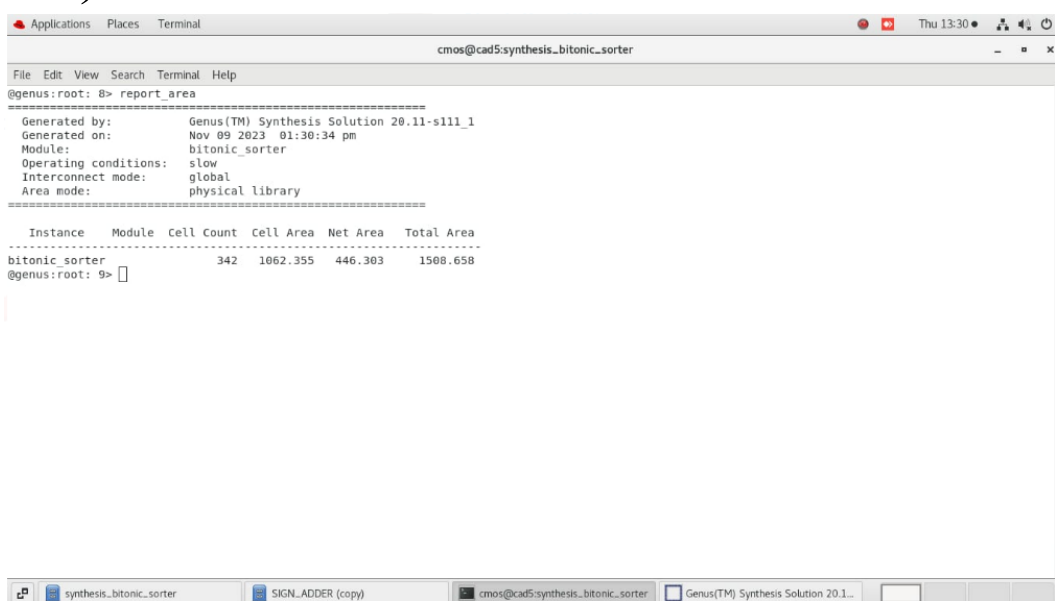 Applications Places Terminal Thu 13:30
cmos@cad5:synthesis_bitonic_sorter
File Edit View Search Terminal Help
@genus:root: 8> report_area
============================================================
Generated by: Genus(TM) Synthesis Solution 20.11-s111_1
Generated on: Nov 09 2023 01:30:34 pm
Module: bitonic_sorter
Operating conditions: slow
Interconnect mode: global
Area mode: physical library
============================================================
Instance Module Cell Count Cell Area Net Area Total Area
--------------------------------------------------------------------
bitonic_sorter 342 1062.355 446.303 1508.658
@genus:root: 9>
synthesis_bitonic_sorter SIGN_ADDER (copy) cmos@cad5:synthesis_bitonic_sorter Genus(TM) Synthesis Solution 20.1...